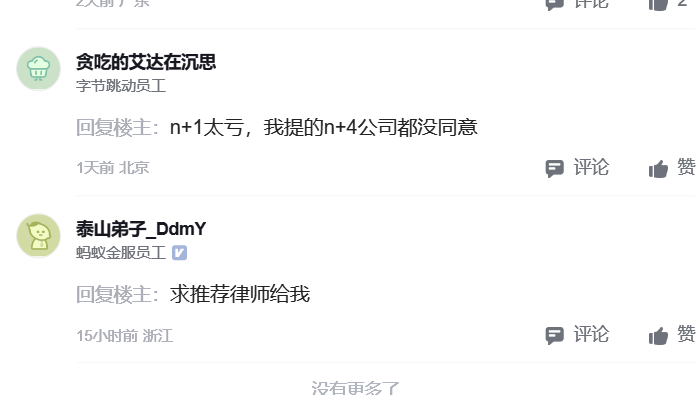 2天前 广东
评论
2
贪吃的艾达在沉思
字节跳动员工
回复楼主：n+1太亏，我提的n+4公司都没同意
1天前 北京
评论
赞
泰山弟子_DdmY
蚂蚁金服员工
回复楼主：求推荐律师给我
15小时前 浙江
评论
赞
没有更多了